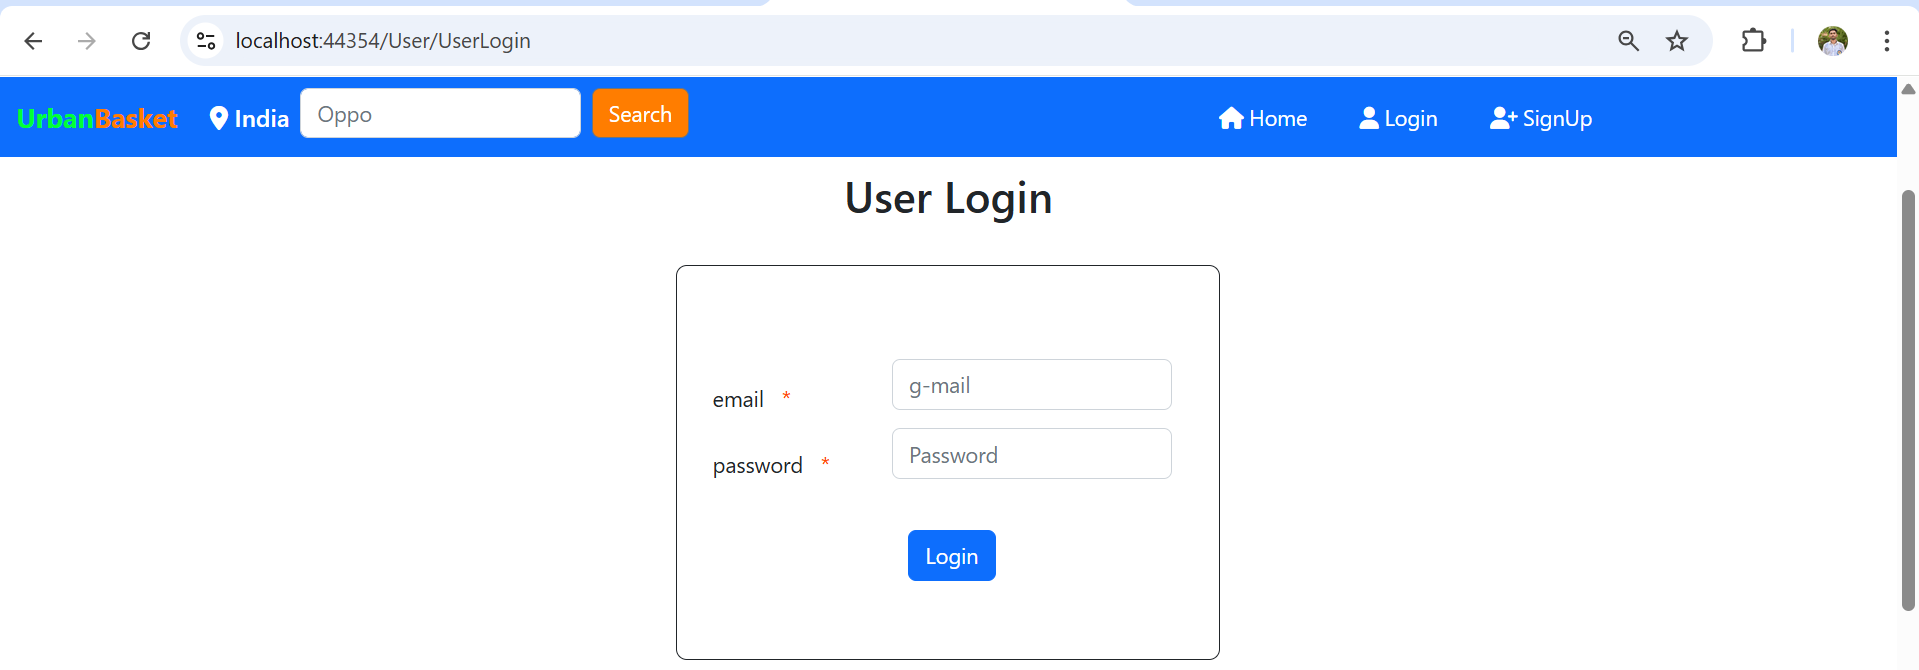 localhost:44354/User/UserLogin
UrbanBasket India Oppo Search Home Login SignUp
User Login
email * g-mail
password * Password
Login